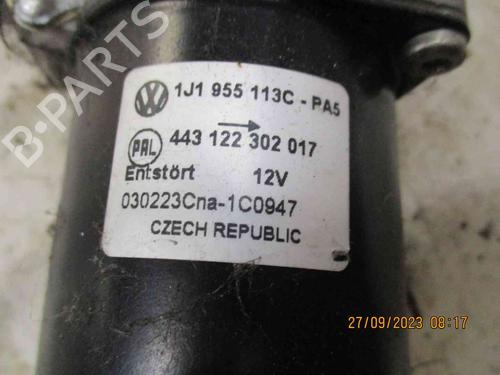 1J1 955 113C - PA5
PAL 443 122 302 017
Entstört 12V
030223Cna-1C0947
CZECH REPUBLIC
27/09/2023 08:17